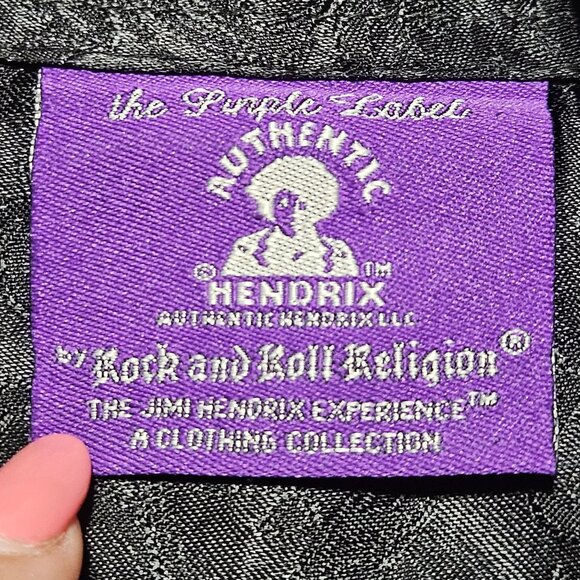 the Purple Label
AUTHENTIC
® ™
HENDRIX
AUTHENTIC HENDRIX LLC
by Rock and Roll Religion®
THE JIMI HENDRIX EXPERIENCE™
A CLOTHING COLLECTION